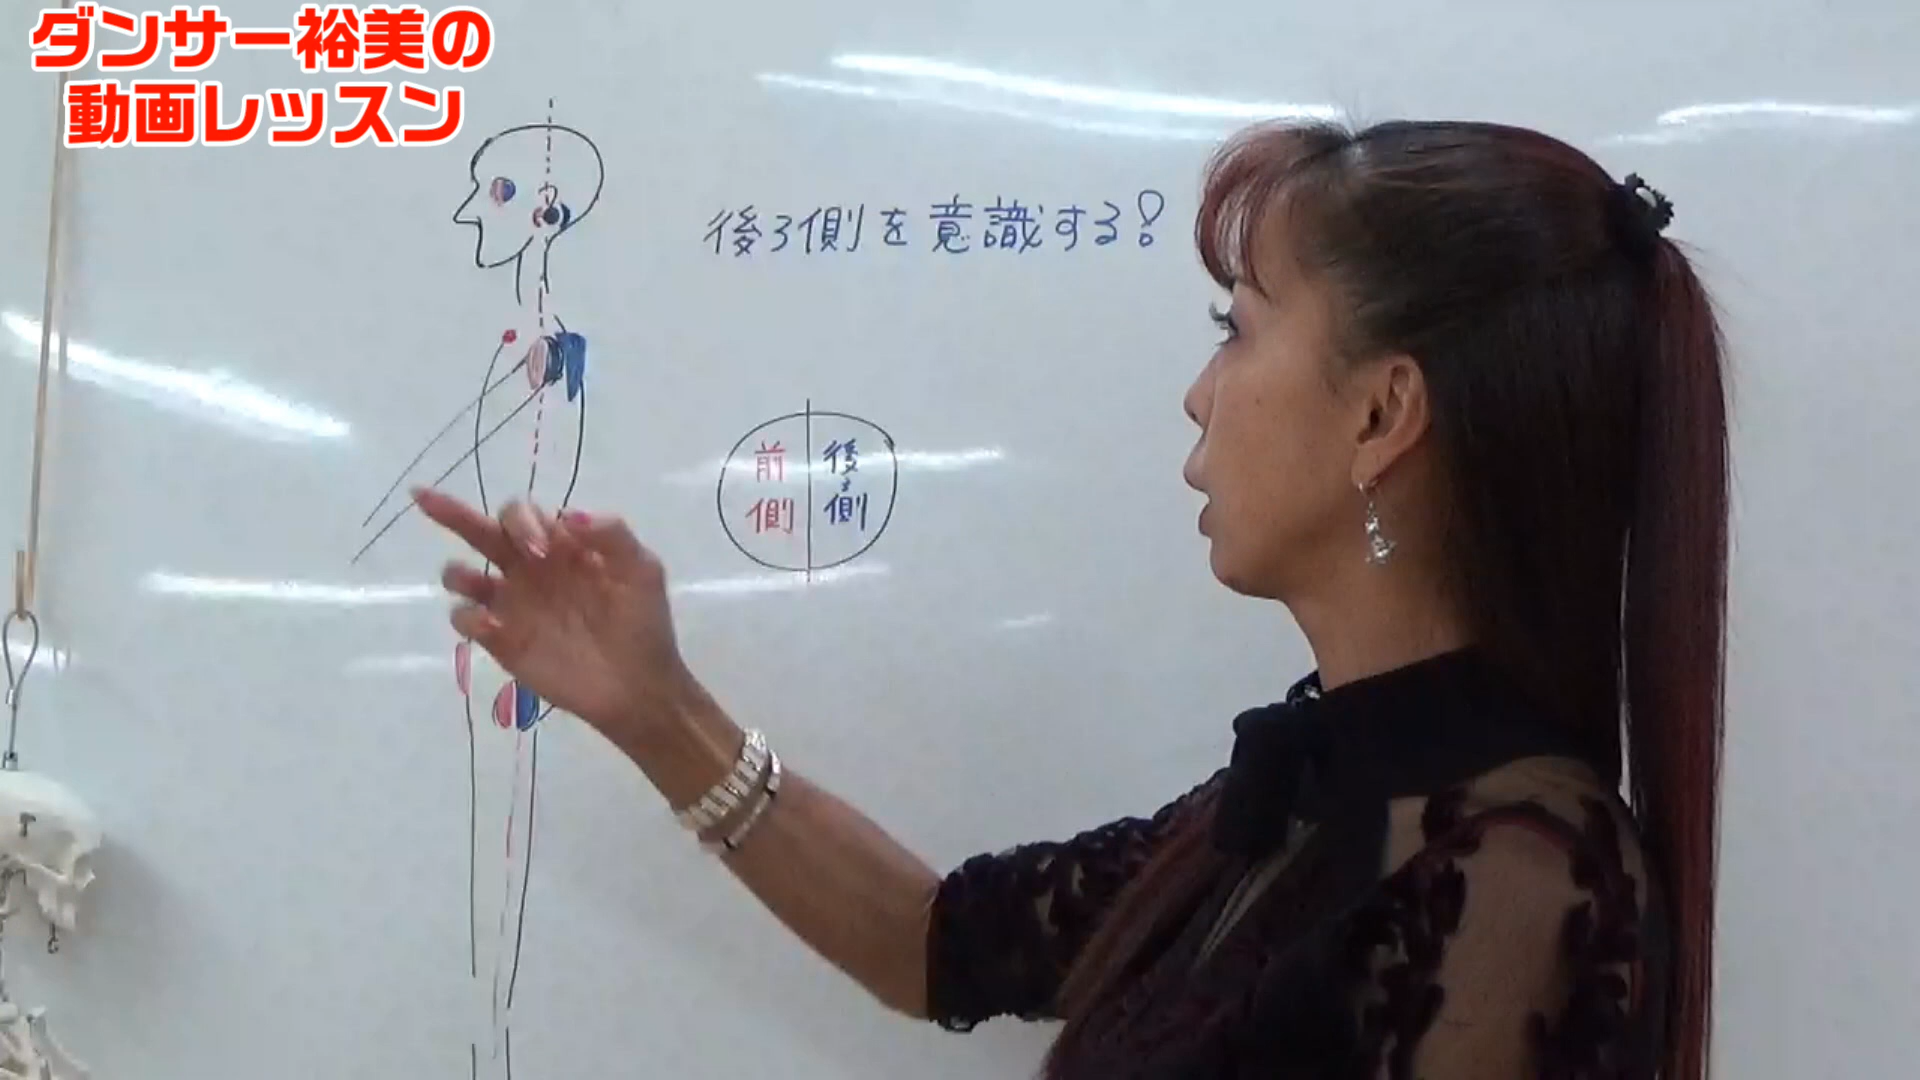 ダンサー裕美の
動画レッスン
後ろ側を意識する!
前側
後ろ側